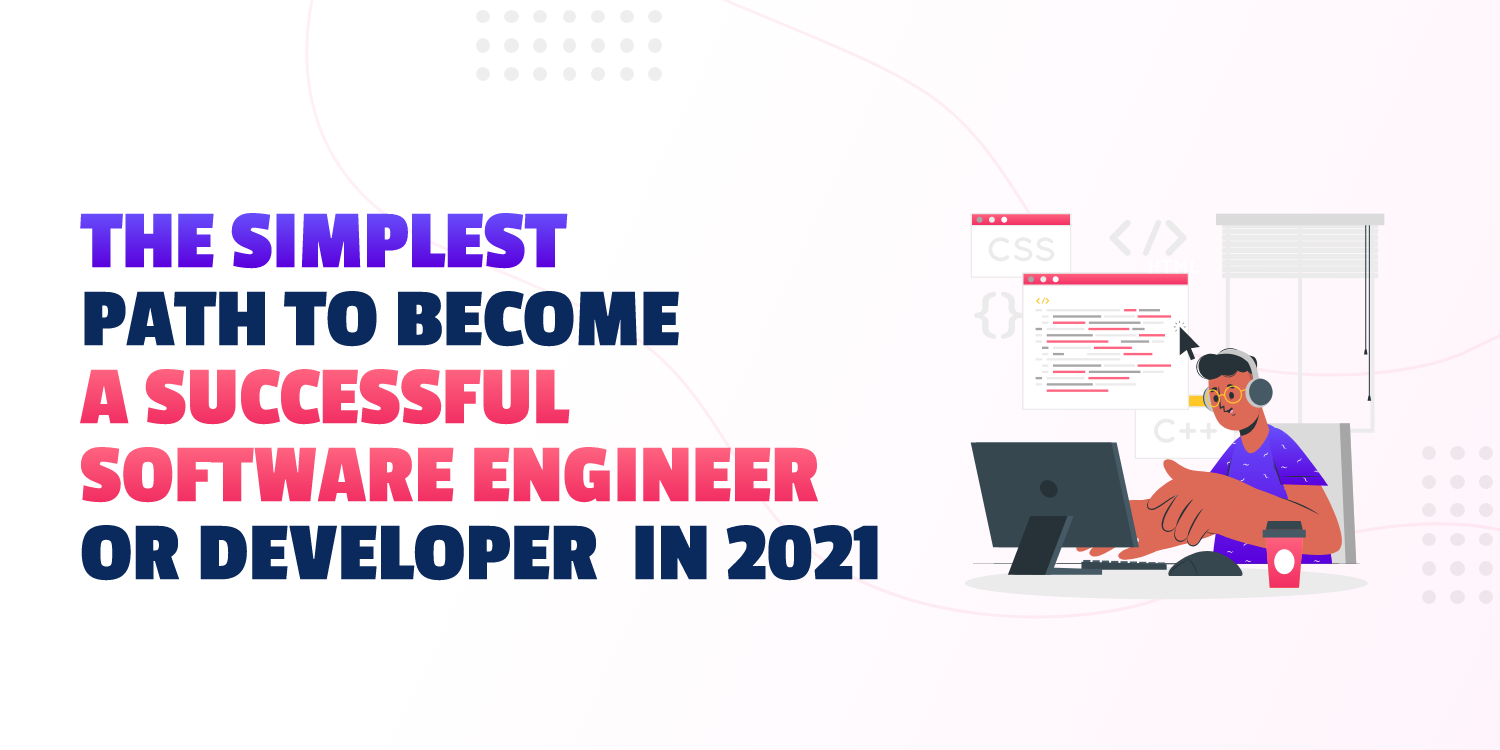 THE SIMPLEST
PATH TO BECOME
A SUCCESSFUL
SOFTWARE ENGINEER
OR DEVELOPER IN 2021
CSS
</>
{}
</>
C++